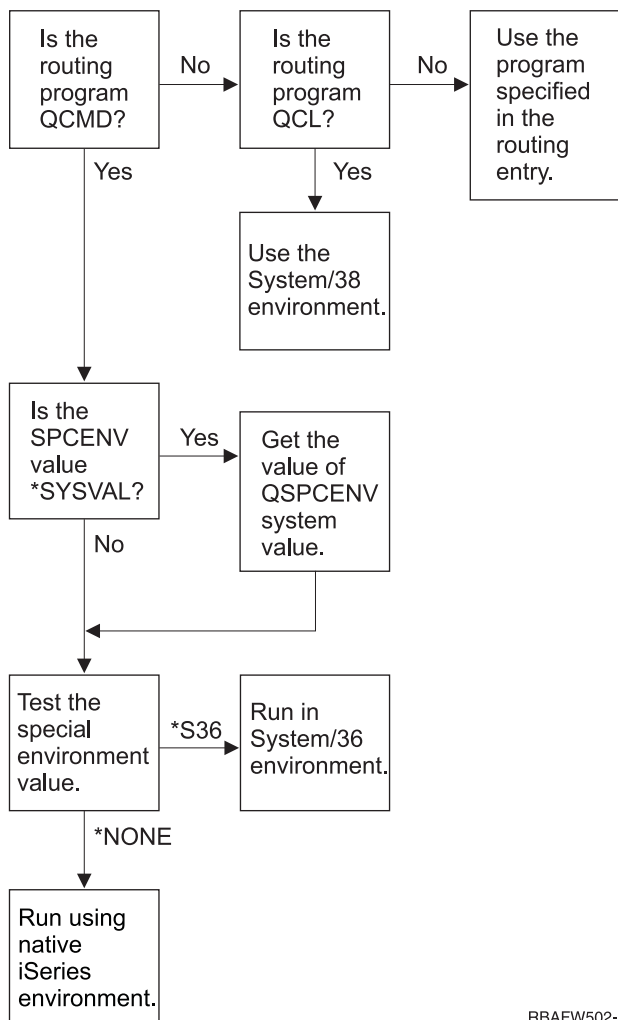 Is the
routing
program
QCMD?
No
Is the
routing
program
QCL?
No
Use the
program
specified
in the
routing
entry.
Yes
Yes
Use the
System/38
environment.
Is the
SPCENV
value
*SYSVAL?
Yes
Get the
value of
QSPCENV
system
value.
No
Test the
special
environment
value.
*S36
Run in
System/36
environment.
*NONE
Run using
native
iSeries
environment.